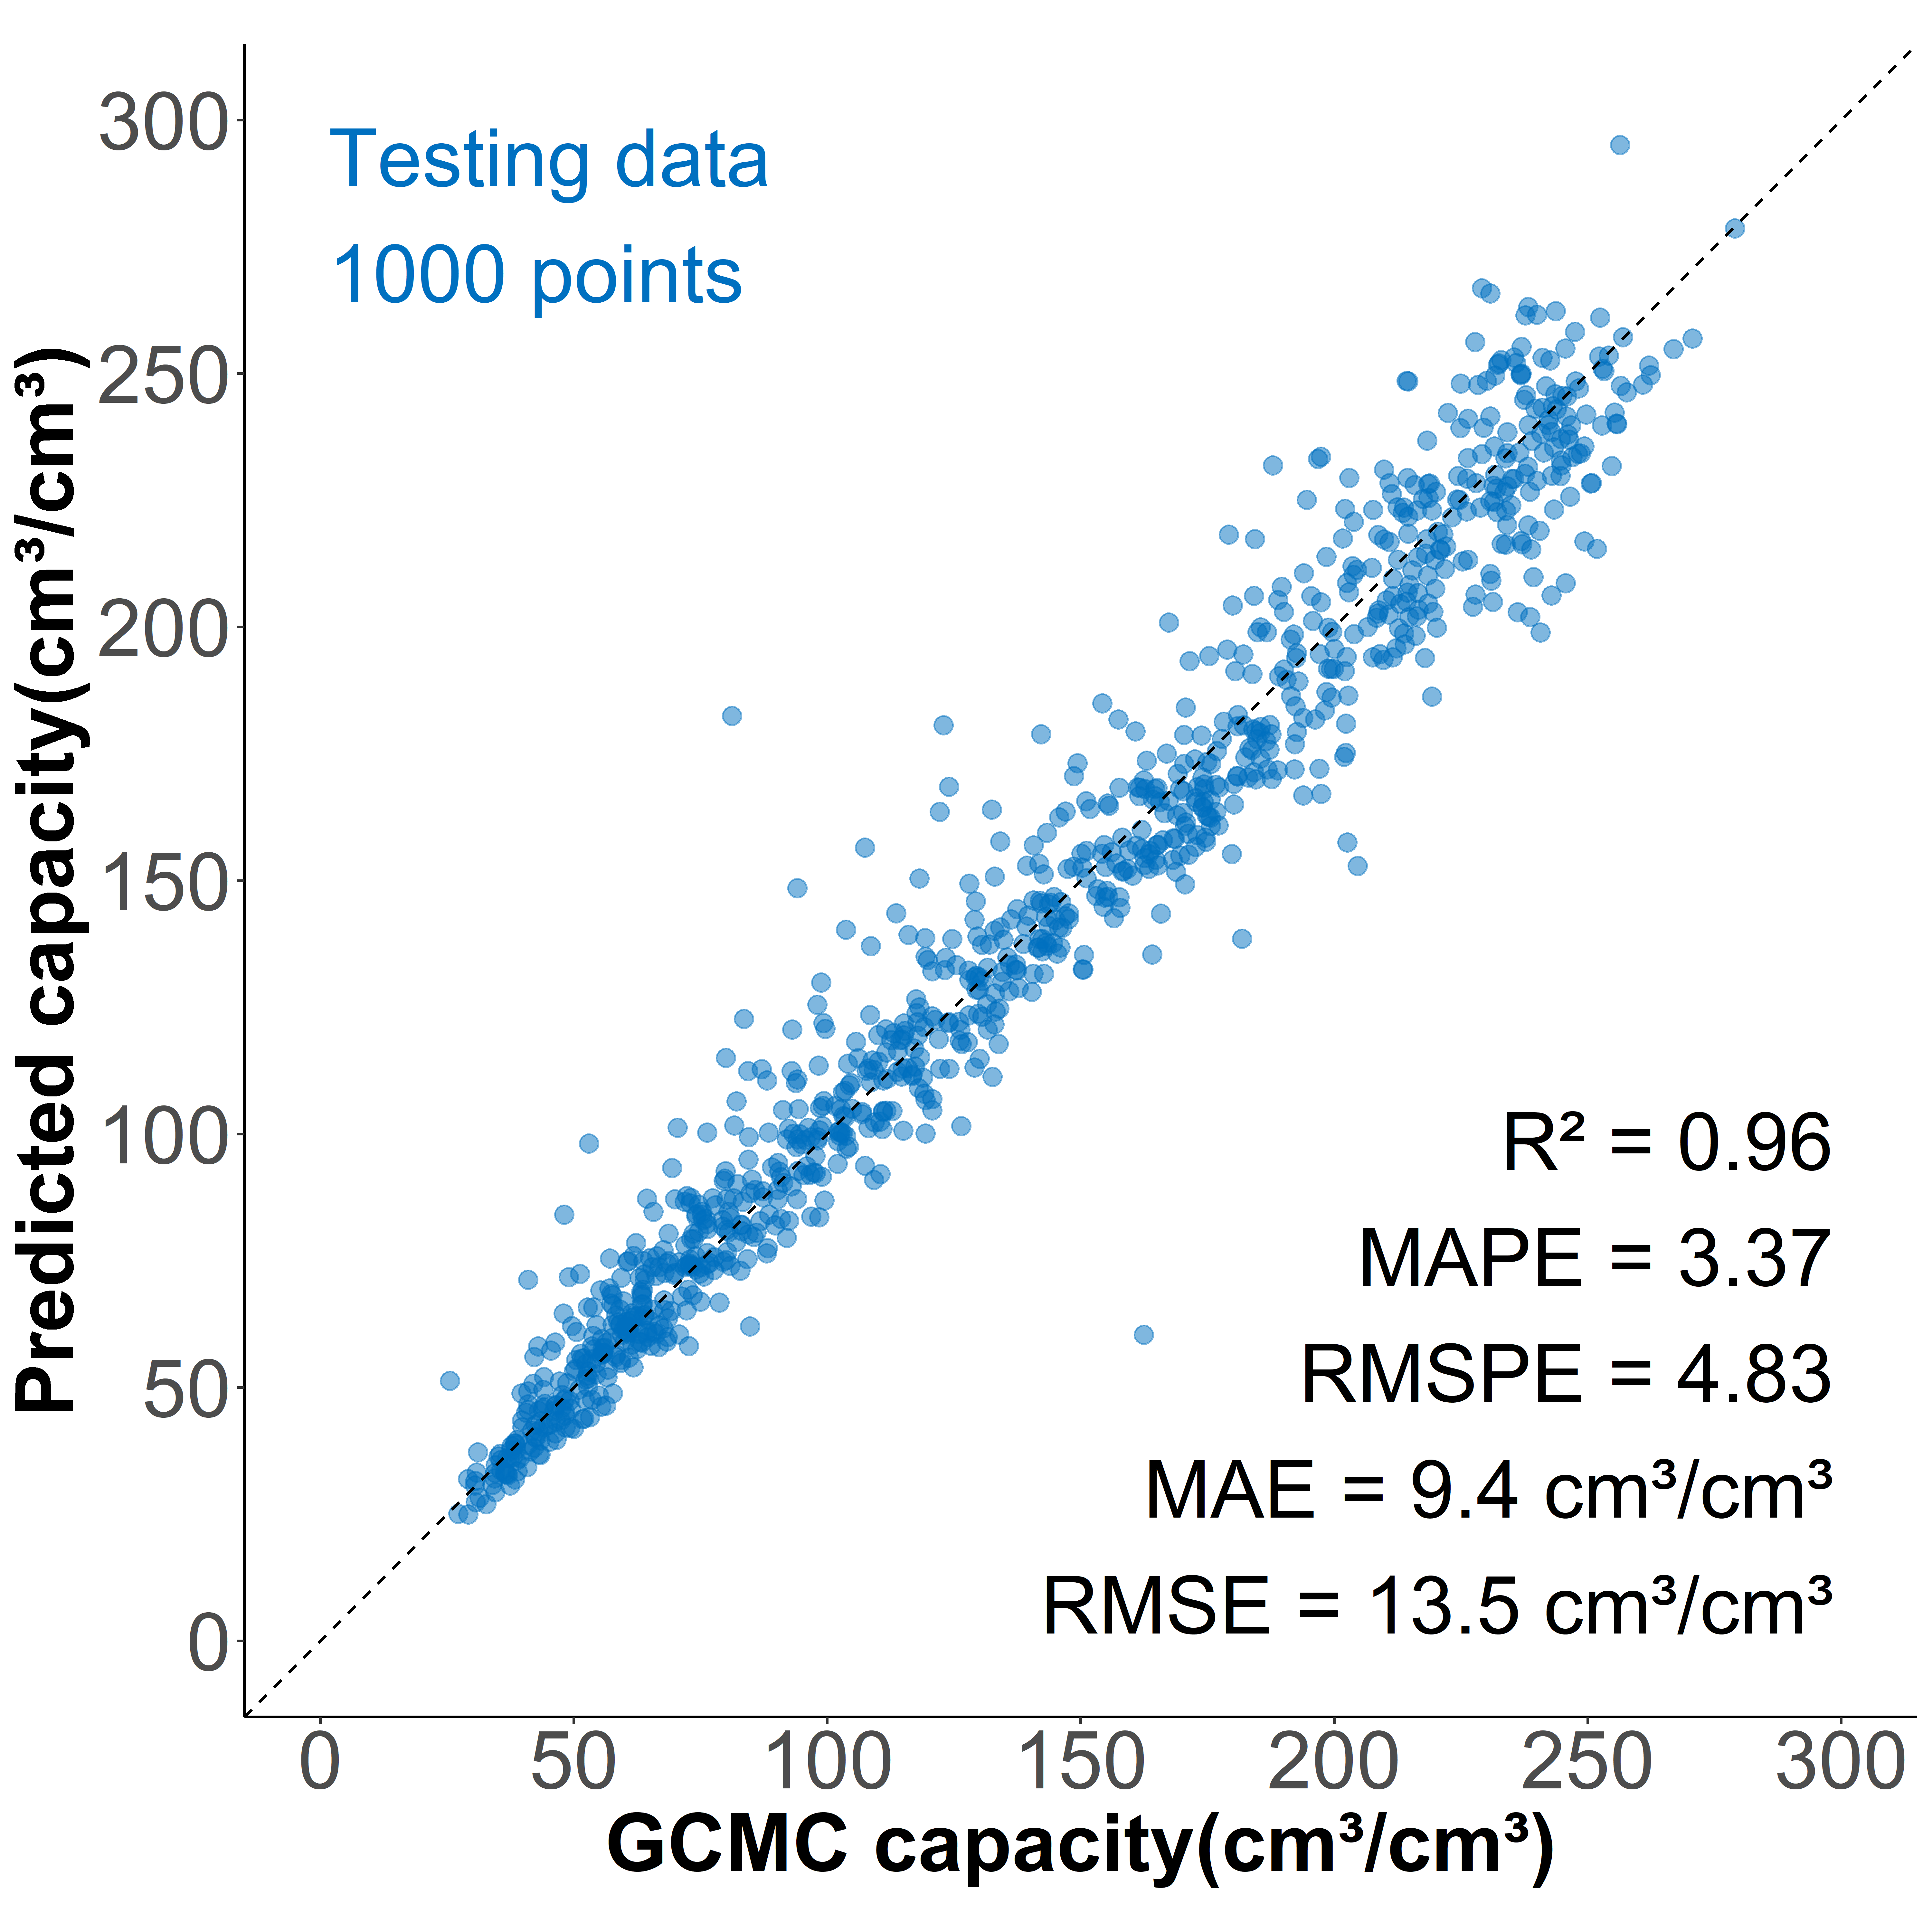 Testing data
1000 points
Predicted capacity(cm³/cm³)
300
250
200
150
100
50
0
R² = 0.96
MAPE = 3.37
RMSPE = 4.83
MAE = 9.4 cm³/cm³
RMSE = 13.5 cm³/cm³
0 50 100 150 200 250 300
GCMC capacity(cm³/cm³)